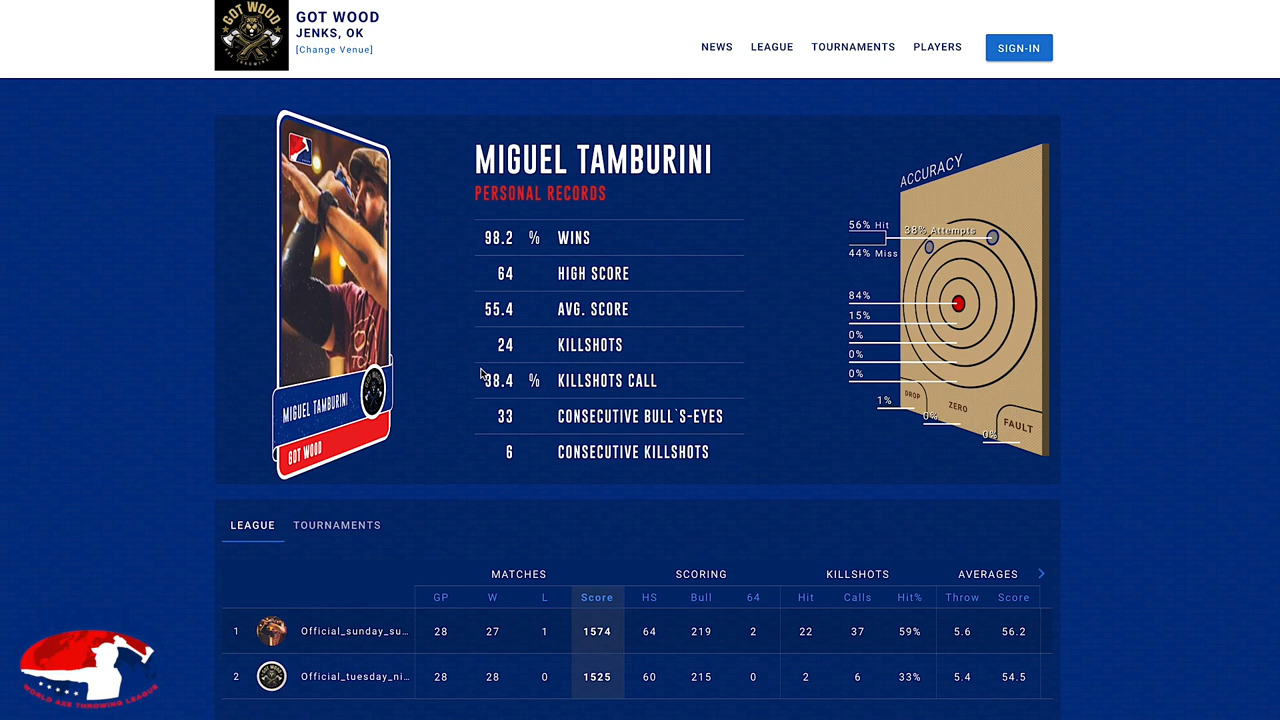 GOT WOOD
GOT WOOD
JENKS, OK
[Change Venue]
NEWS LEAGUE TOURNAMENTS PLAYERS SIGN-IN
MIGUEL TAMBURINI
PERSONAL RECORDS
98.2 % WINS
64 HIGH SCORE
55.4 AVG. SCORE
24 KILLSHOTS
38.4 % KILLSHOTS CALL
33 CONSECUTIVE BULL`S-EYES
6 CONSECUTIVE KILLSHOTS
MIGUEL TAMBURINI
GOT WOOD
ACCURACY
56% Hit
38% Attempts
44% Miss
84%
15%
0%
0%
0%
1%
DROP
0%
ZERO
0%
FAULT
LEAGUE TOURNAMENTS
MATCHES SCORING KILLSHOTS AVERAGES
GP W L Score HS Bull 64 Hit Calls Hit% Throw Score
1 Official_sunday_su... 28 27 1 1574 64 219 2 22 37 59% 5.6 56.2
2 Official_tuesday_ni... 28 28 0 1525 60 215 0 2 6 33% 5.4 54.5
WORLD AXE THROWING LEAGUE